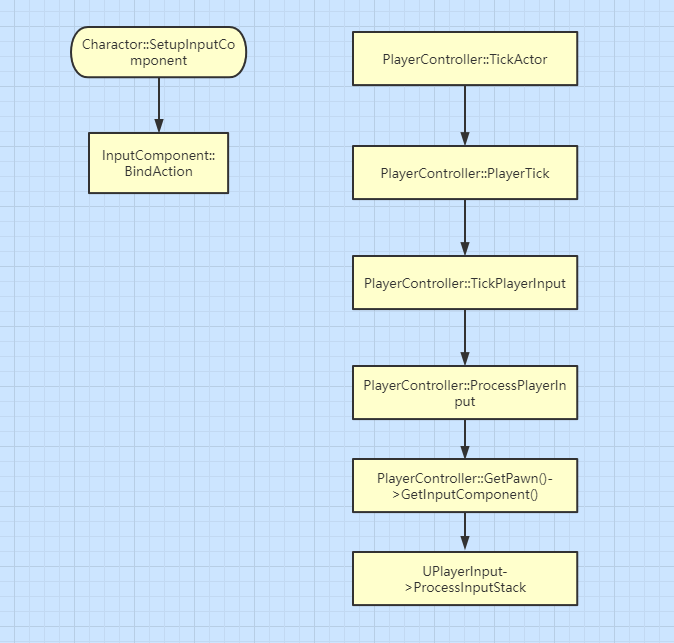 Charactor::SetupInputCo
mponent
InputComponent::
BindAction
PlayerController::TickActor
PlayerController::PlayerTick
PlayerController::TickPlayerInput
PlayerController::ProcessPlayerIn
put
PlayerController::GetPawn()-
>GetInputComponent()
UPlayerInput-
>ProcessInputStack